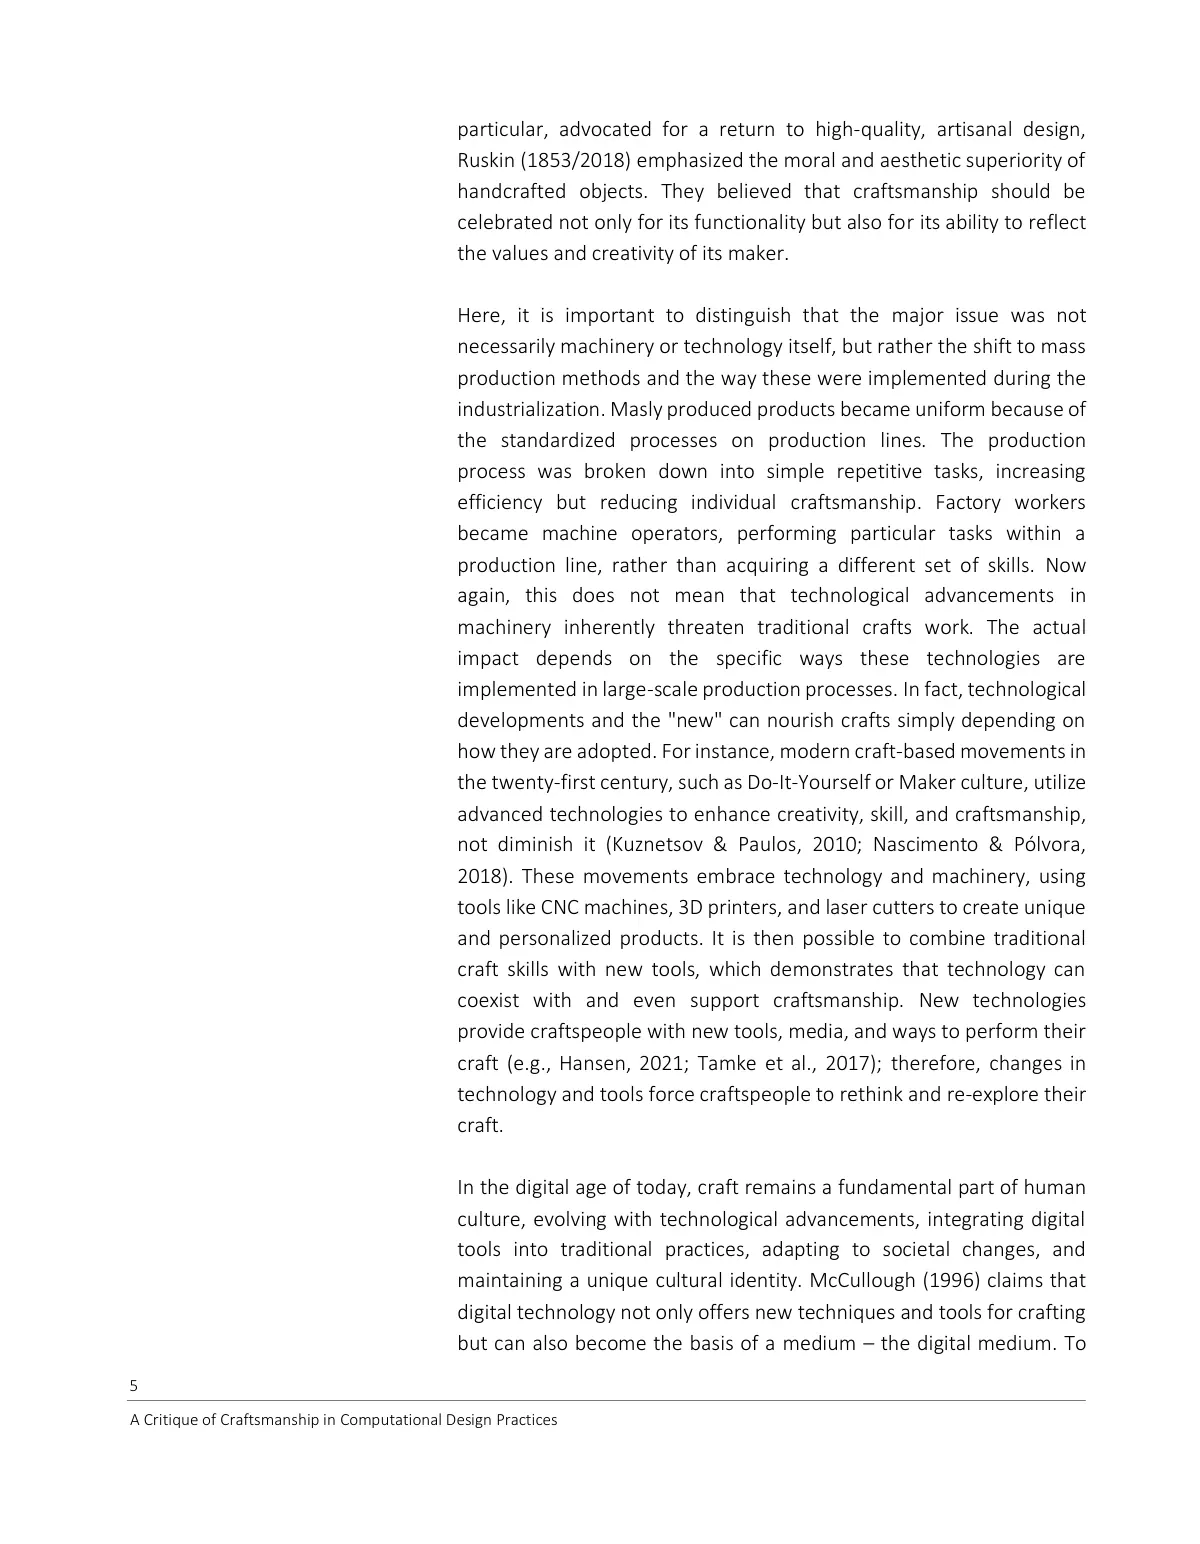 particular, advocated for a return to high-quality, artisanal design,
Ruskin (1853/2018) emphasized the moral and aesthetic superiority of
handcrafted objects. They believed that craftsmanship should be
celebrated not only for its functionality but also for its ability to reflect
the values and creativity of its maker.
Here, it is important to distinguish that the major issue was not
necessarily machinery or technology itself, but rather the shift to mass
production methods and the way these were implemented during the
industrialization. Masly produced products became uniform because of
the standardized processes on production lines. The production
process was broken down into simple repetitive tasks, increasing
efficiency but reducing individual craftsmanship. Factory workers
became machine operators, performing particular tasks within a
production line, rather than acquiring a different set of skills. Now
again, this does not mean that technological advancements in
machinery inherently threaten traditional crafts work. The actual
impact depends on the specific ways these technologies are
implemented in large-scale production processes. In fact, technological
developments and the "new" can nourish crafts simply depending on
how they are adopted. For instance, modern craft-based movements in
the twenty-first century, such as Do-It-Yourself or Maker culture, utilize
advanced technologies to enhance creativity, skill, and craftsmanship,
not diminish it (Kuznetsov & Paulos, 2010; Nascimento & Pólvora,
2018). These movements embrace technology and machinery, using
tools like CNC machines, 3D printers, and laser cutters to create unique
and personalized products. It is then possible to combine traditional
craft skills with new tools, which demonstrates that technology can
coexist with and even support craftsmanship. New technologies
provide craftspeople with new tools, media, and ways to perform their
craft (e.g., Hansen, 2021; Tamke et al., 2017); therefore, changes in
technology and tools force craftspeople to rethink and re-explore their
craft.
In the digital age of today, craft remains a fundamental part of human
culture, evolving with technological advancements, integrating digital
tools into traditional practices, adapting to societal changes, and
maintaining a unique cultural identity. McCullough (1996) claims that
digital technology not only offers new techniques and tools for crafting
but can also become the basis of a medium – the digital medium. To
5
A Critique of Craftsmanship in Computational Design Practices